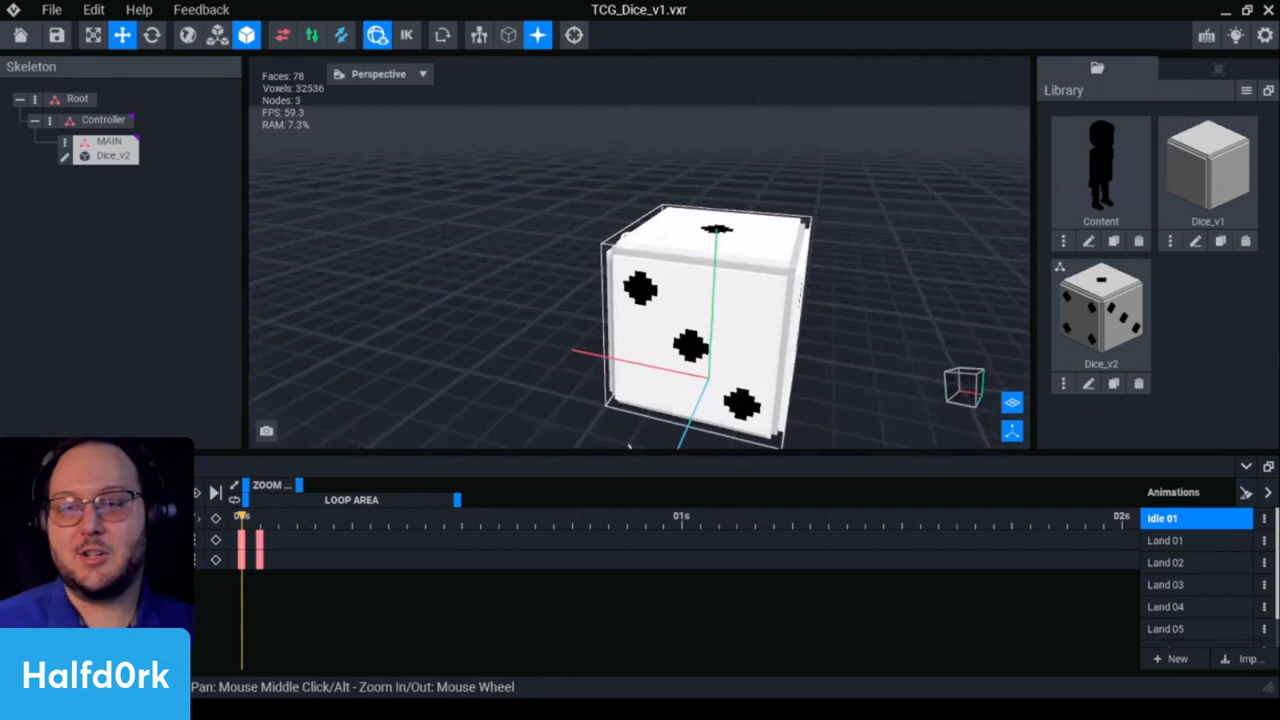 File Edit Help Feedback
TCG_Dice_v1.vxr
IK
Skeleton
Root
Controller
MAIN
Dice_v2
Faces: 78
Voxels: 32536
Nodes: 3
FPS: 59.3
RAM: 7.3%
Perspective
Library
Content
Dice_v1
Dice_v2
ZOOM ...
LOOP AREA
01s
02s
Animations
Idle 01
Land 01
Land 02
Land 03
Land 04
Land 05
New
Imp...
Halfd0rk
Pan: Mouse Middle Click/Alt - Zoom In/Out: Mouse Wheel